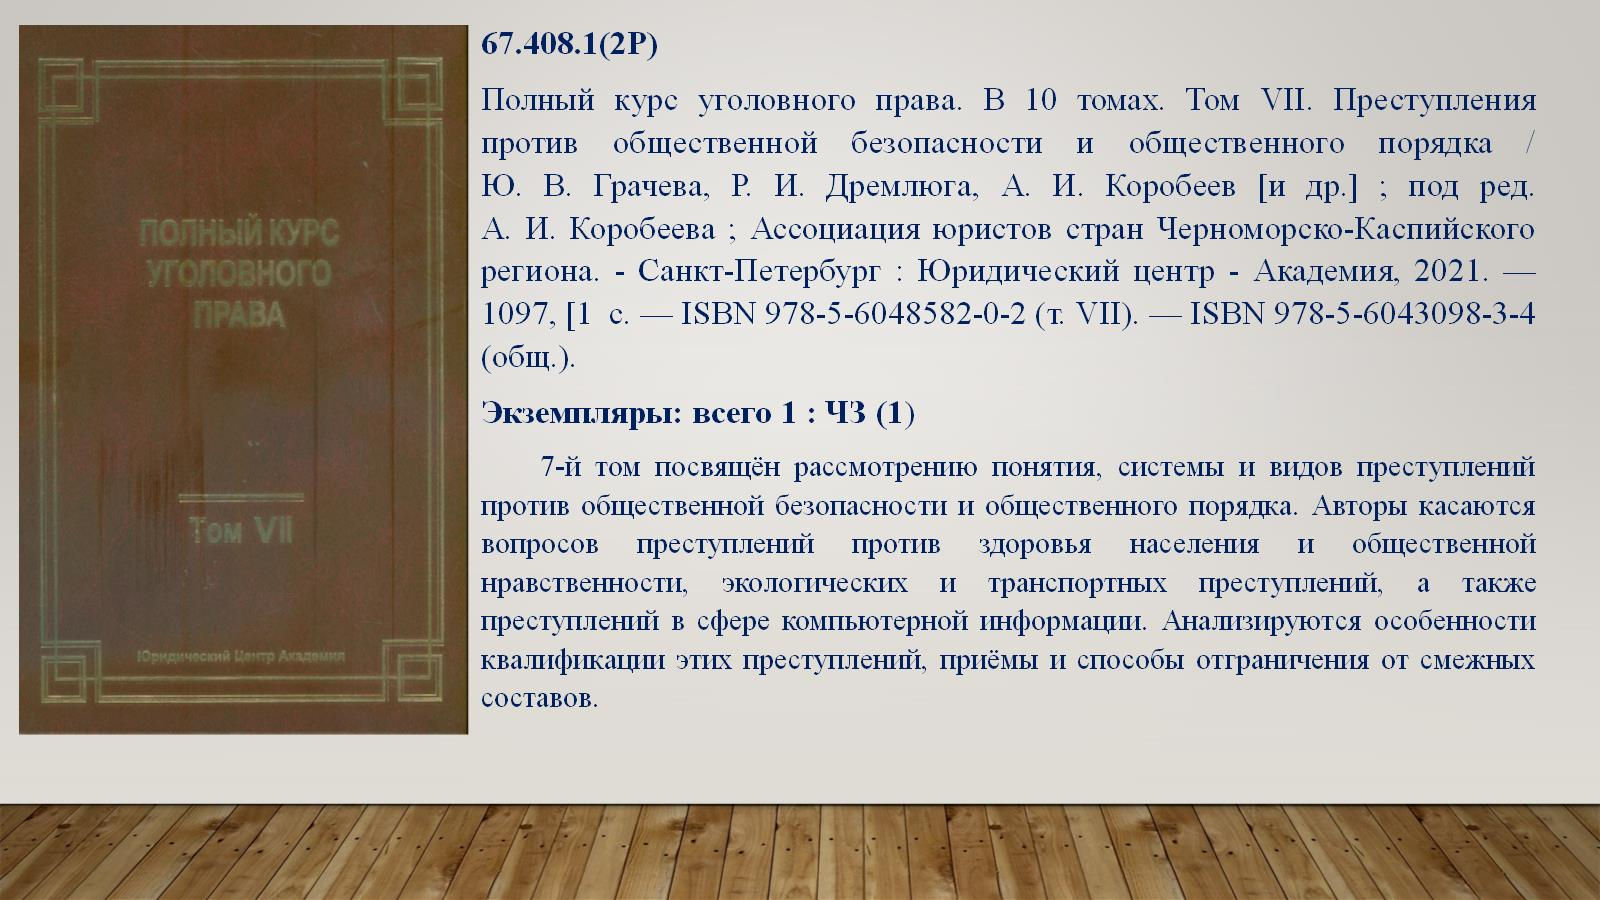 ПОЛНЫЙ КУРС
УГОЛОВНОГО
ПРАВА
Том VII
Юридический Центр Академия
67.408.1(2Р)
Полный курс уголовного права. В 10 томах. Том VII. Преступления
против общественной безопасности и общественного порядка /
Ю. В. Грачева, Р. И. Дремлюга, А. И. Коробеев [и др.] ; под ред.
А. И. Коробеева ; Ассоциация юристов стран Черноморско-Каспийского
региона. - Санкт-Петербург : Юридический центр - Академия, 2021. —
1097, [1 с. — ISBN 978-5-6048582-0-2 (т. VII). — ISBN 978-5-6043098-3-4
(общ.).
Экземпляры: всего 1 : ЧЗ (1)
7-й том посвящён рассмотрению понятия, системы и видов преступлений
против общественной безопасности и общественного порядка. Авторы касаются
вопросов преступлений против здоровья населения и общественной
нравственности, экологических и транспортных преступлений, а также
преступлений в сфере компьютерной информации. Анализируются особенности
квалификации этих преступлений, приёмы и способы отграничения от смежных
составов.